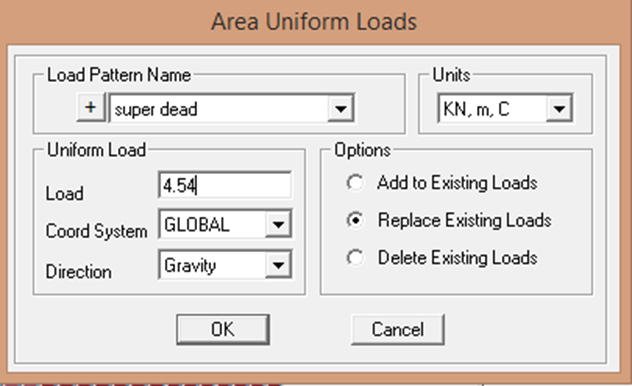 Area Uniform Loads
Load Pattern Name
+ super dead
Units
KN, m, C
Uniform Load
Load 4.54
Coord System GLOBAL
Direction Gravity
Options
Add to Existing Loads
Replace Existing Loads
Delete Existing Loads
OK Cancel